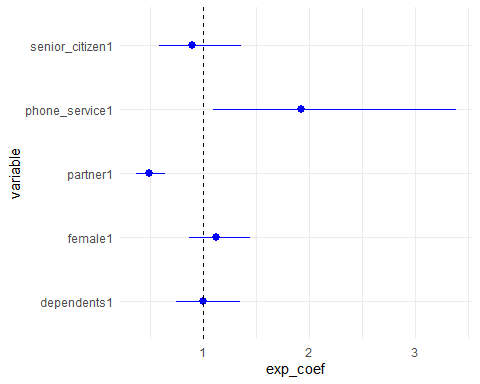 senior_citizen1
phone_service1
partner1
female1
dependents1
variable
1 2 3
exp_coef